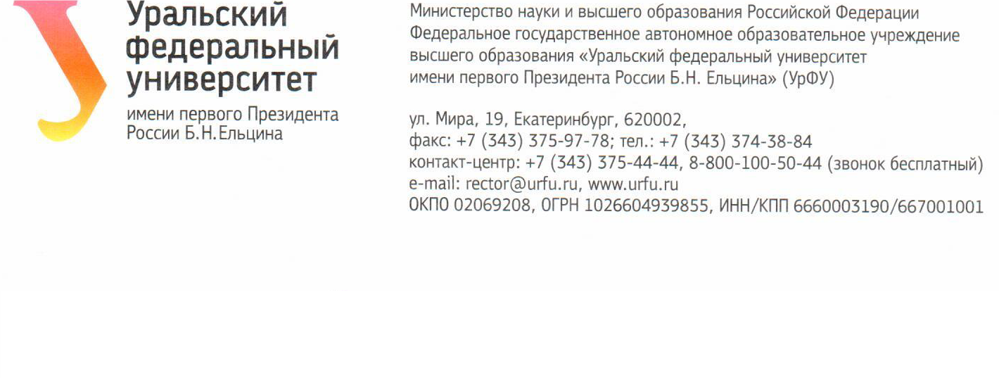 Уральский
федеральный
университет
имени первого Президента
России Б.Н.Ельцина
Министерство науки и высшего образования Российской Федерации
Федеральное государственное автономное образовательное учреждение
высшего образования «Уральский федеральный университет
имени первого Президента России Б.Н. Ельцина» (УрФУ)
ул. Мира, 19, Екатеринбург, 620002,
факс: +7 (343) 375-97-78; тел.: +7 (343) 374-38-84
контакт-центр: +7 (343) 375-44-44, 8-800-100-50-44 (звонок бесплатный)
e-mail: rector@urfu.ru, www.urfu.ru
ОКПО 02069208, ОГРН 1026604939855, ИНН/КПП 6660003190/667001001